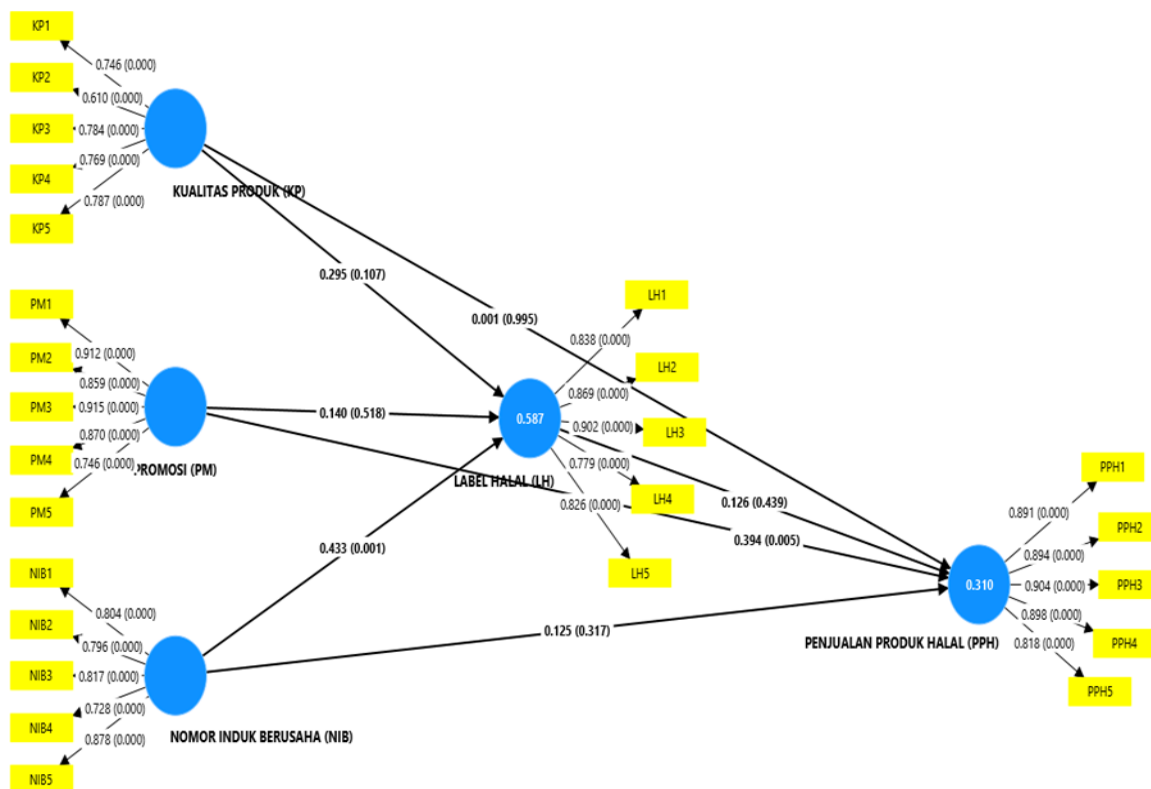 KP1
0.746 (0.000)
KP2
0.610 (0.000)
KP3
0.784 (0.000)
KP4
0.769 (0.000)
KP5
0.787 (0.000)
KUALITAS PRODUK (KP)
0.295 (0.107)
0.001 (0.995)
PM1
0.912 (0.000)
PM2
0.859 (0.000)
PM3
0.915 (0.000)
PM4
0.870 (0.000)
PM5
0.746 (0.000)
PROMOSI (PM)
0.140 (0.518)
0.394 (0.005)
NIB1
0.804 (0.000)
NIB2
0.796 (0.000)
NIB3
0.817 (0.000)
NIB4
0.728 (0.000)
NIB5
0.878 (0.000)
NOMOR INDUK BERUSAHA (NIB)
0.433 (0.001)
0.125 (0.317)
0.587
LABEL HALAL (LH)
LH1
0.838 (0.000)
LH2
0.869 (0.000)
LH3
0.902 (0.000)
LH4
0.779 (0.000)
LH5
0.826 (0.000)
0.126 (0.439)
0.310
PENJUALAN PRODUK HALAL (PPH)
PPH1
0.891 (0.000)
PPH2
0.894 (0.000)
PPH3
0.904 (0.000)
PPH4
0.898 (0.000)
PPH5
0.818 (0.000)